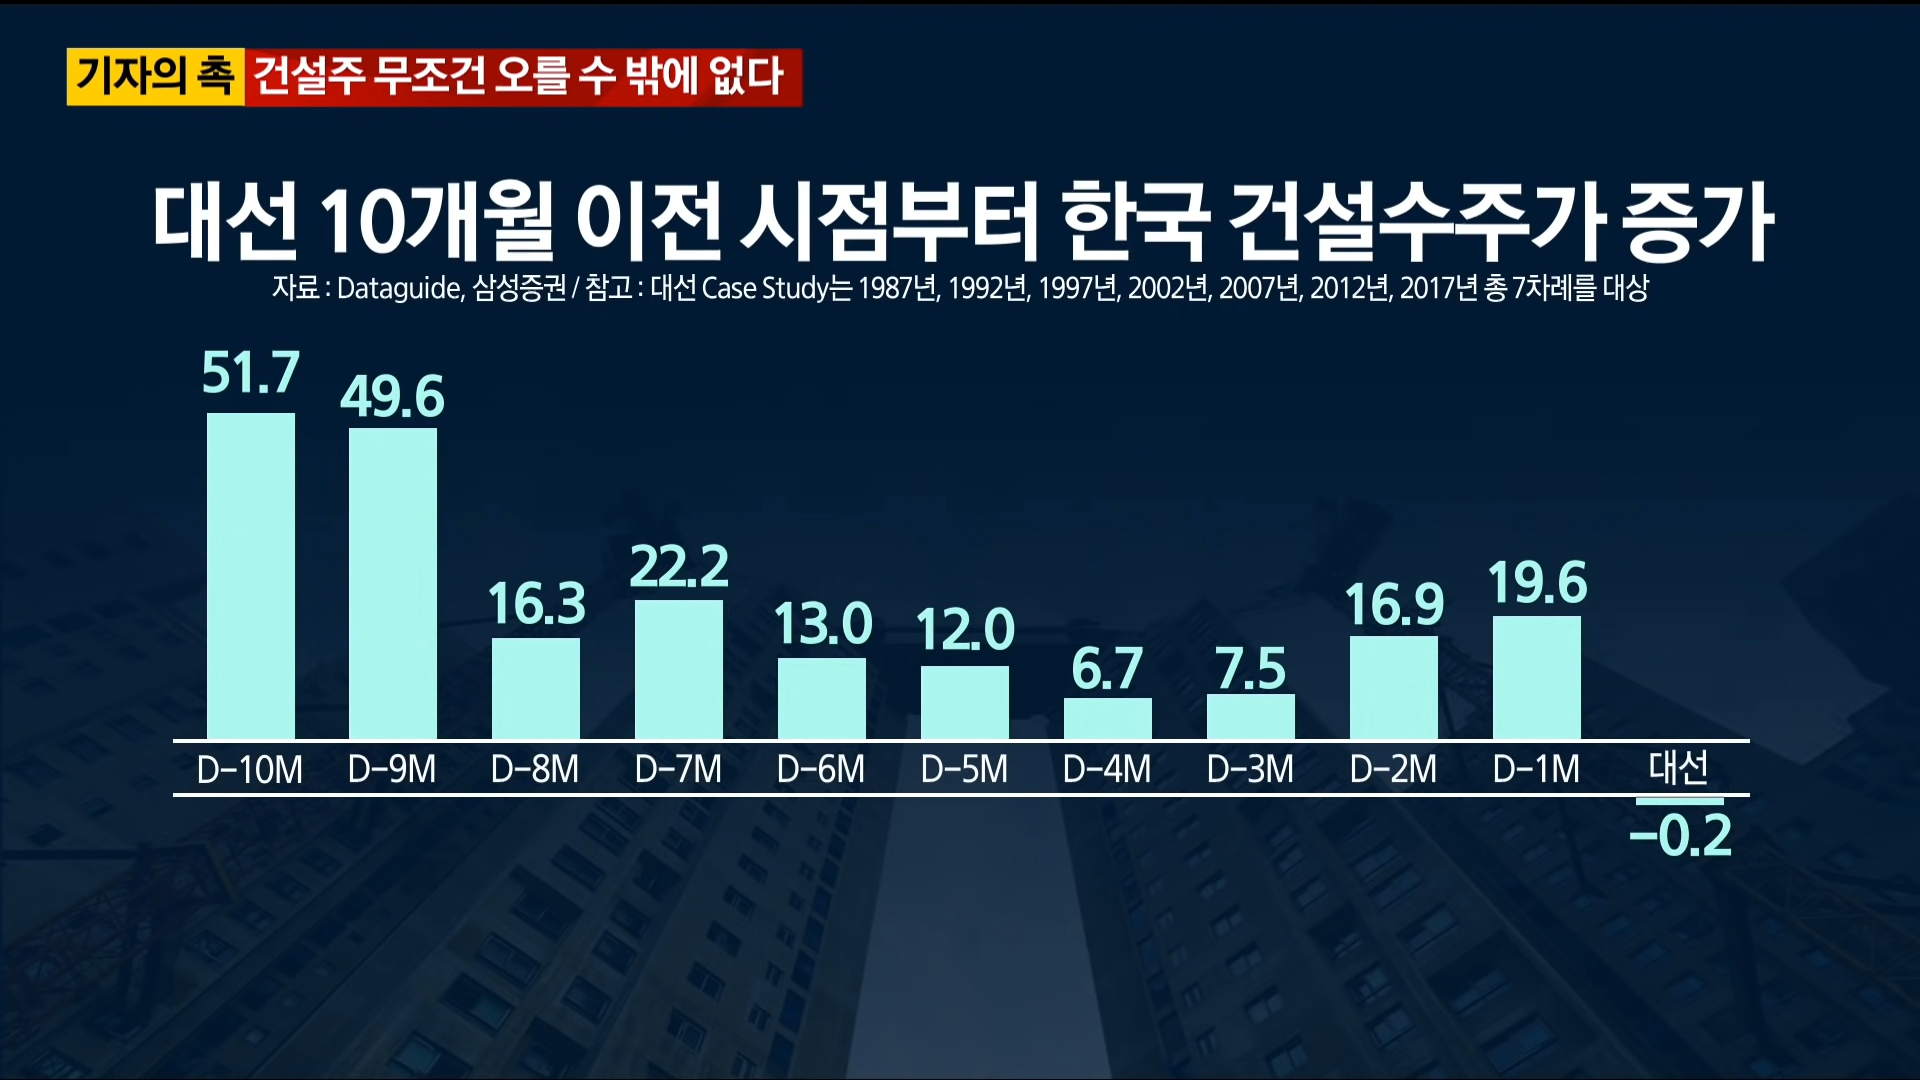 기자의 촉 건설주 무조건 오를 수 밖에 없다
대선 10개월 이전 시점부터 한국 건설수주가 증가
자료 : Dataguide, 삼성증권 / 참고 : 대선 Case Study는 1987년, 1992년, 1997년, 2002년, 2007년, 2012년, 2017년 총 7차례를 대상
51.7 49.6 16.3 22.2 13.0 12.0 6.7 7.5 16.9 19.6
D-10M D-9M D-8M D-7M D-6M D-5M D-4M D-3M D-2M D-1M 대선
-0.2